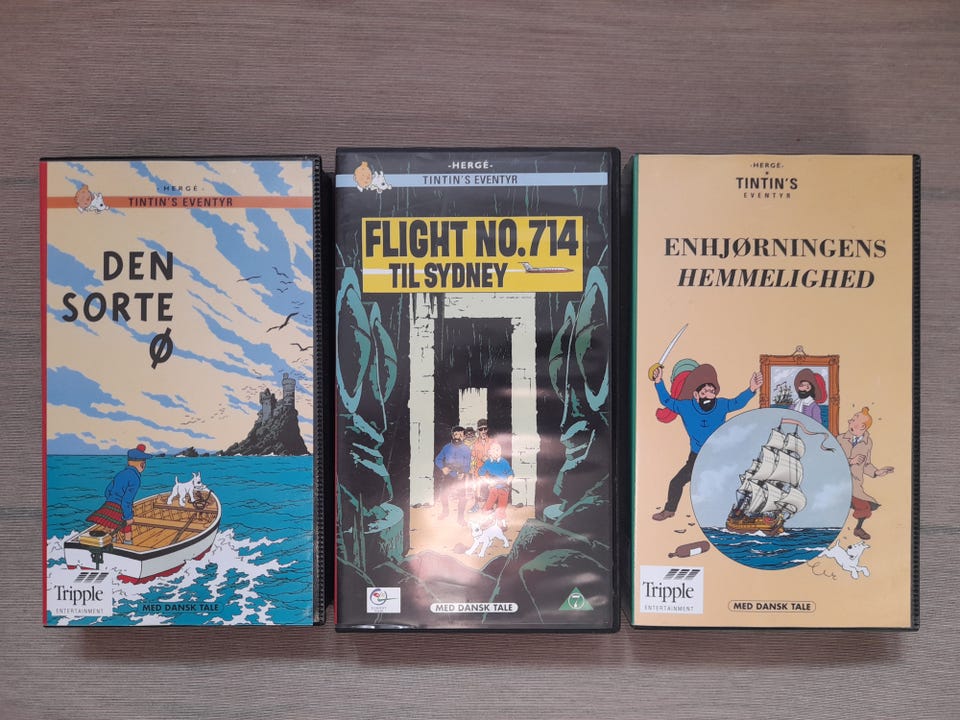 -HERGÉ-
TINTIN'S EVENTYR
DEN
SORTE
Ø
Tripple
ENTERTAINMENT
MED DANSK TALE
-HERGÉ-
TINTIN'S EVENTYR
FLIGHT NO.714
TIL SYDNEY
MED DANSK TALE
7
-HERGÉ-
TINTIN'S
EVENTYR
ENHJØRNINGENS
HEMMELIGHED
Tripple
ENTERTAINMENT
MED DANSK TALE